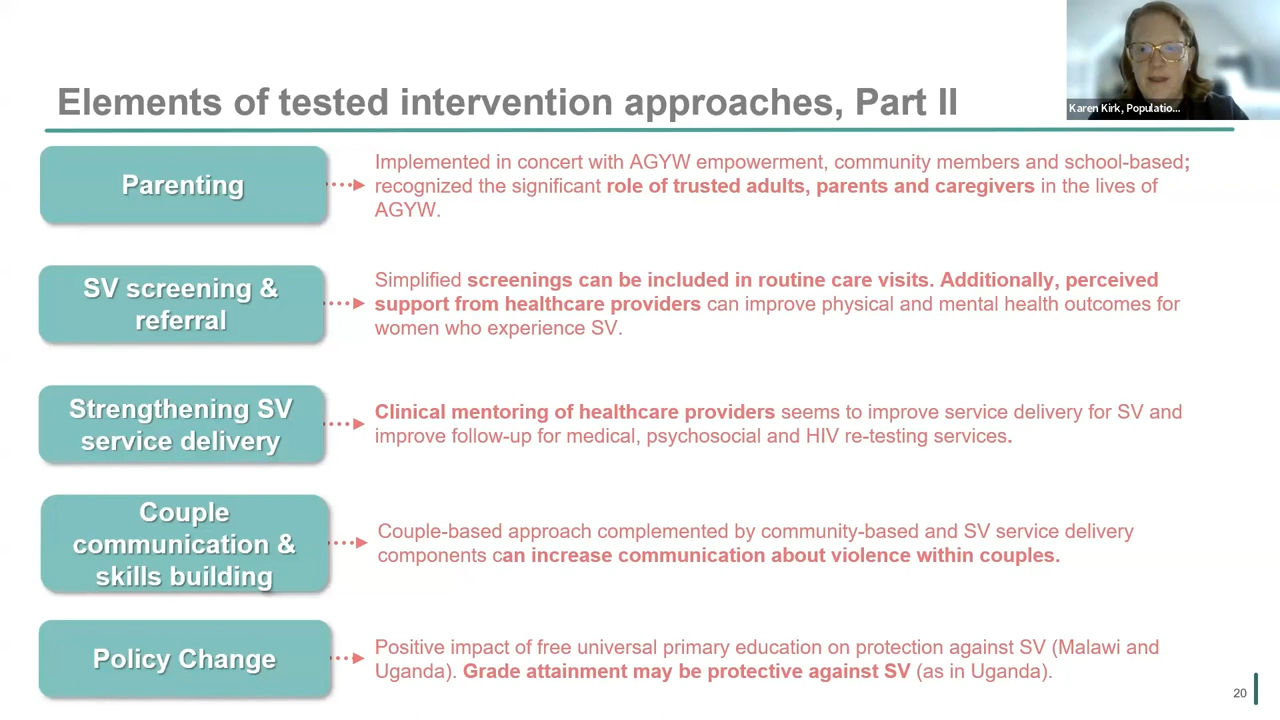 Karen Kirk, Populatio...
Elements of tested intervention approaches, Part II
Parenting
Implemented in concert with AGYW empowerment, community members and school-based;
recognized the significant role of trusted adults, parents and caregivers in the lives of
AGYW.
SV screening &
referral
Simplified screenings can be included in routine care visits. Additionally, perceived
support from healthcare providers can improve physical and mental health outcomes for
women who experience SV.
Strengthening SV
service delivery
Clinical mentoring of healthcare providers seems to improve service delivery for SV and
improve follow-up for medical, psychosocial and HIV re-testing services.
Couple
communication &
skills building
Couple-based approach complemented by community-based and SV service delivery
components can increase communication about violence within couples.
Policy Change
Positive impact of free universal primary education on protection against SV (Malawi and
Uganda). Grade attainment may be protective against SV (as in Uganda).
20